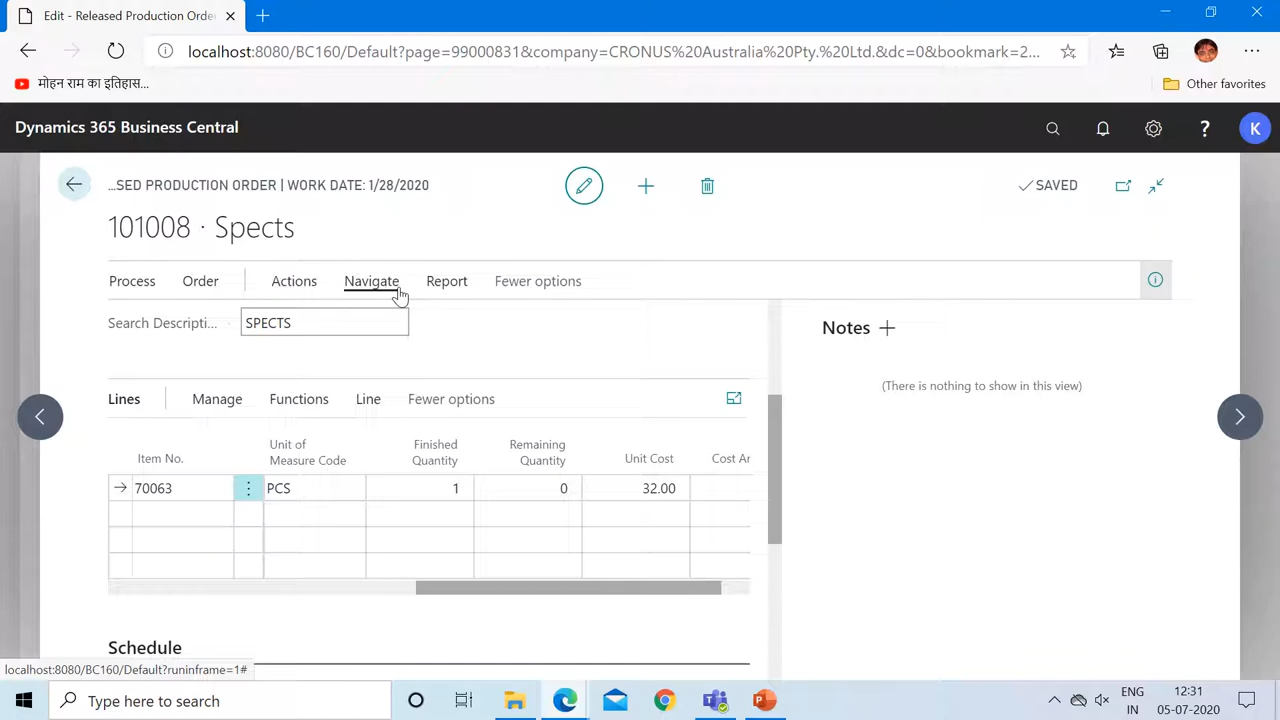 Edit - Released Production Orde
localhost:8080/BC160/Default?page=99000831&company=CRONUS%20Australia%20Pty.%20Ltd.&dc=0&bookmark=2...
मोहन राम का इतिहास...
Other favorites
Dynamics 365 Business Central
?
K
...SED PRODUCTION ORDER | WORK DATE: 1/28/2020
SAVED
101008 · Spects
Process Order Actions Navigate Report Fewer options
Search Descripti...
SPECTS
Notes
(There is nothing to show in this view)
Lines Manage Functions Line Fewer options
Item No. Unit of Measure Code Finished Quantity Remaining Quantity Unit Cost Cost Ar
70063 PCS 1 0 32.00
Schedule
localhost:8080/BC160/Default?runinframe=1#
Type here to search
ENG
IN
12:31
05-07-2020